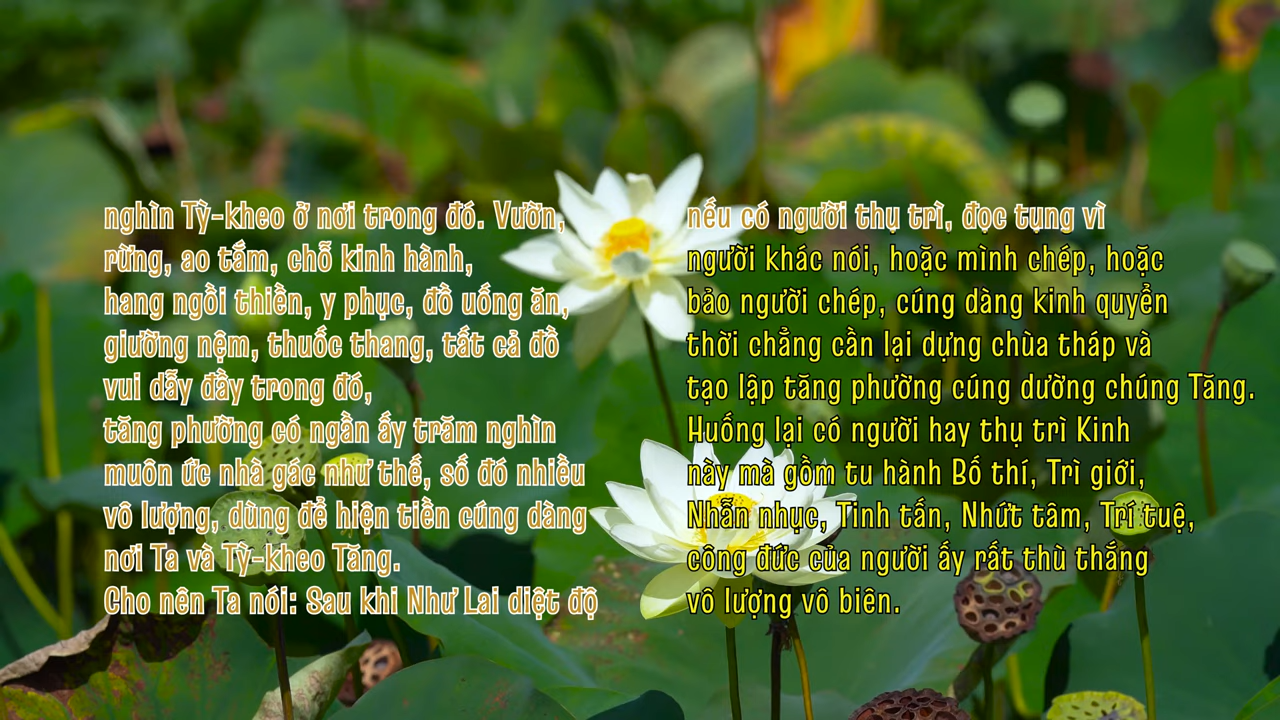 nghìn Tỳ-kheo ở nơi trong đó. Vườn,
rừng, ao tắm, chỗ kinh hành,
hang ngồi thiền, y phục, đồ uống ăn,
giường nệm, thuốc thang, tất cả đồ
vui dẫy đầy trong đó,
tăng phường có ngần ấy trăm nghìn
muôn ức nhà gác như thế, số đó nhiều
vô lượng, dùng để hiện tiền cúng dàng
nơi Ta và Tỳ-kheo Tăng.
Cho nên Ta nói: Sau khi Như Lai diệt độ
nếu có người thụ trì, đọc tụng vì
người khác nói, hoặc mình chép, hoặc
bảo người chép, cúng dàng kinh quyển
thời chẳng cần lại dựng chùa tháp và
tạo lập tăng phường cúng dường chúng Tăng.
Huống lại có người hay thụ trì Kinh
này mà gồm tu hành Bố thí, Trì giới,
Nhẫn nhục, Tinh tấn, Nhứt tâm, Trí tuệ,
công đức của người ấy rất thù thắng
vô lượng vô biên.